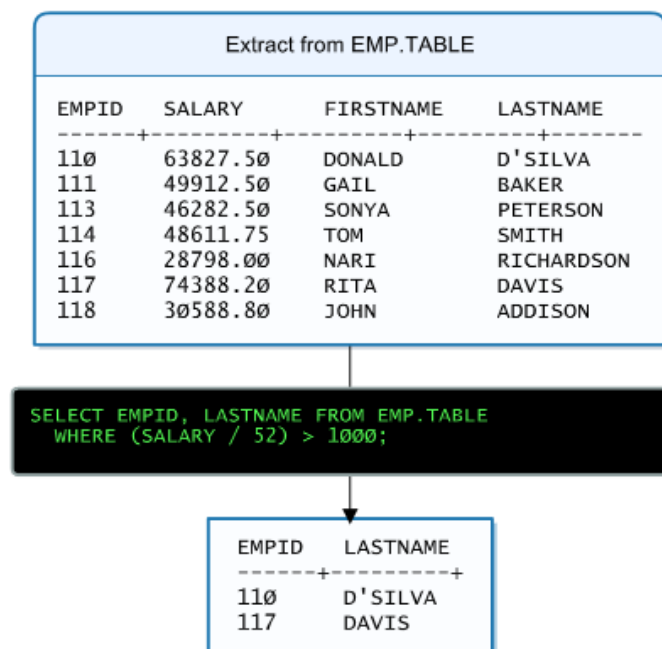 Extract from EMP.TABLE
EMPID SALARY FIRSTNAME LASTNAME
------+---------+---------+---------+-------
110 63827.50 DONALD D'SILVA
111 49912.50 GAIL BAKER
113 46282.50 SONYA PETERSON
114 48611.75 TOM SMITH
116 28798.00 NARI RICHARDSON
117 74388.20 RITA DAVIS
118 30588.80 JOHN ADDISON
SELECT EMPID, LASTNAME FROM EMP.TABLE
WHERE (SALARY / 52) > 1000;
EMPID LASTNAME
------+---------+
110 D'SILVA
117 DAVIS